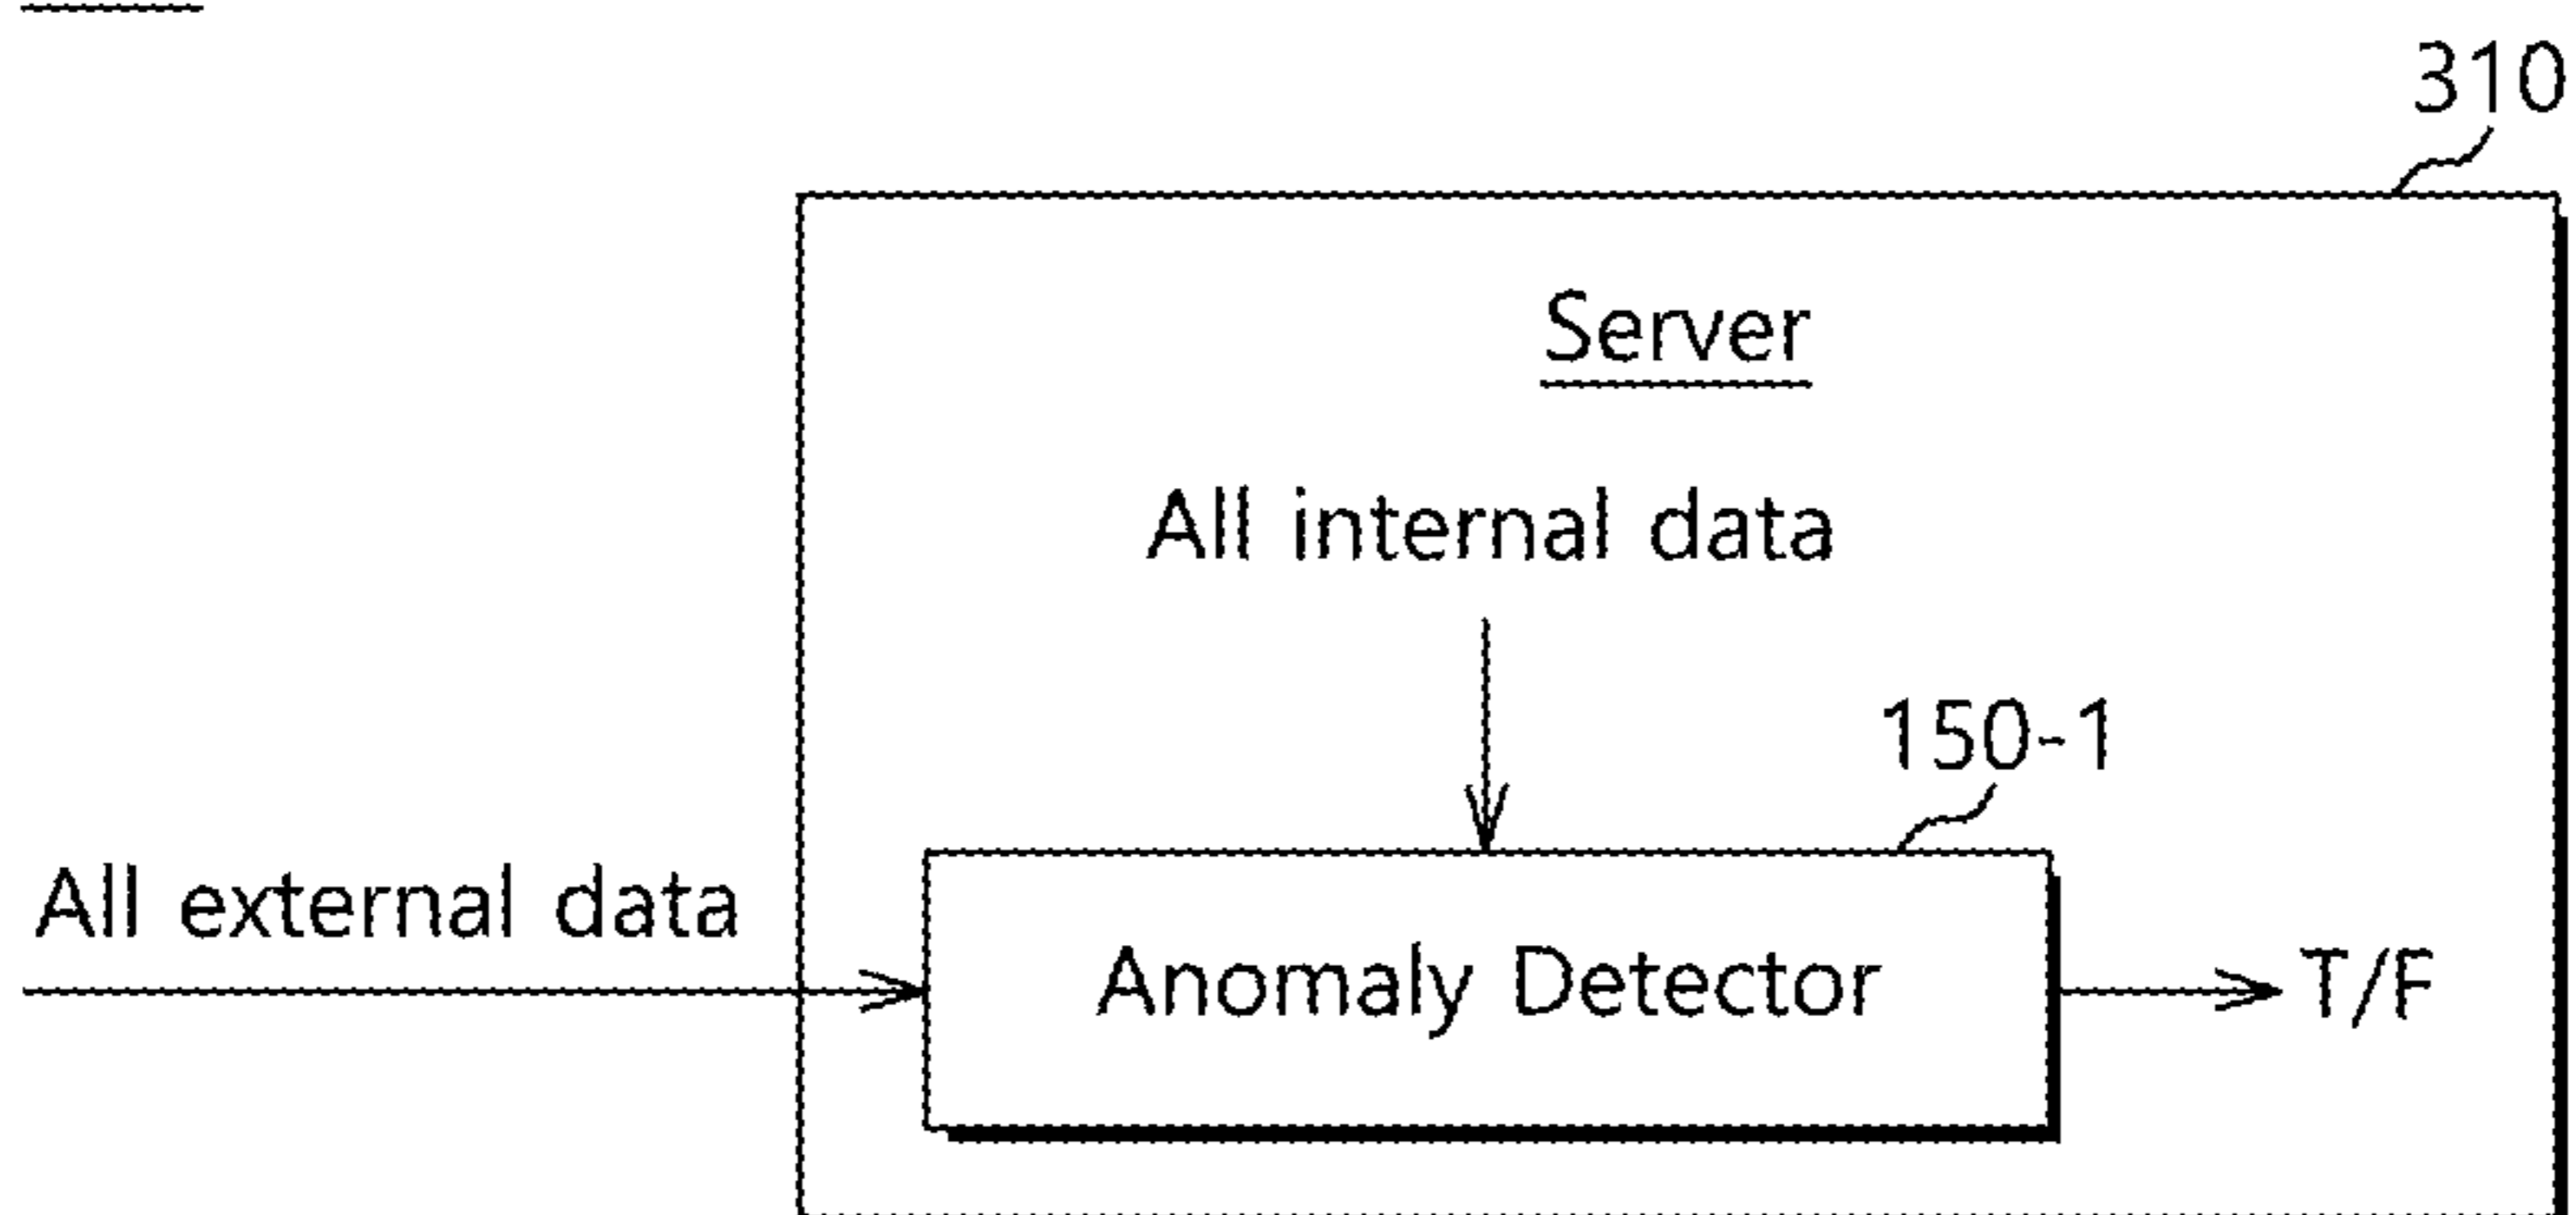 310
Server
All internal data
150-1
All external data
Anomaly Detector
T/F